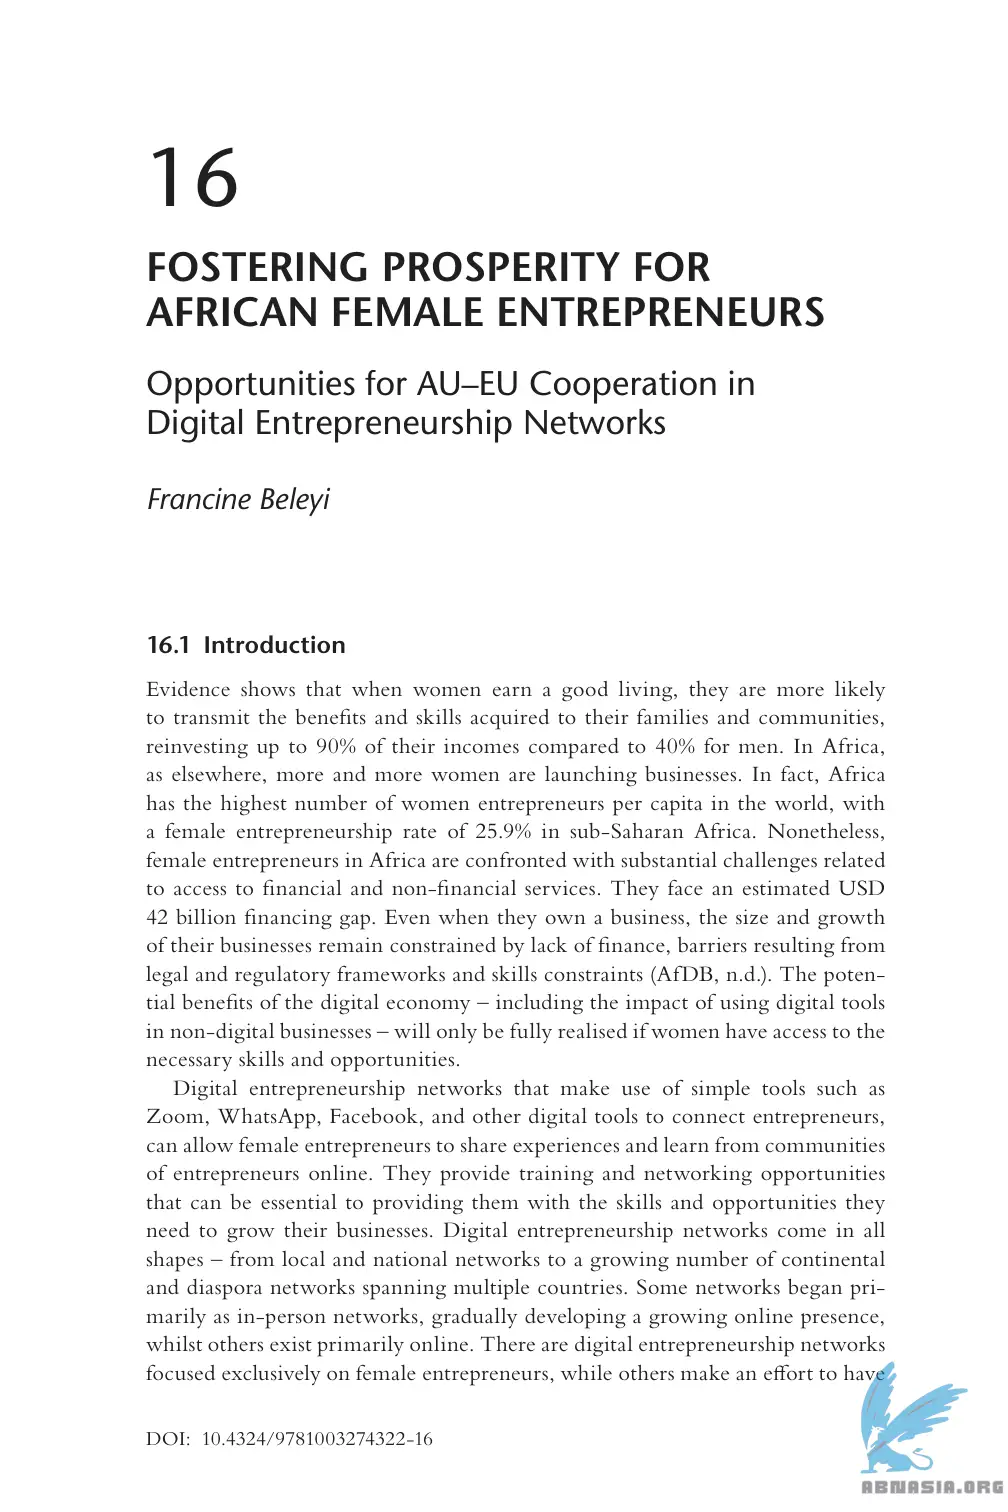 16
FOSTERING PROSPERITY FOR
AFRICAN FEMALE ENTREPRENEURS
Opportunities for AU–EU Cooperation in
Digital Entrepreneurship Networks
Francine Beleyi
16.1 Introduction
Evidence shows that when women earn a good living, they are more likely
to transmit the benefits and skills acquired to their families and communities,
reinvesting up to 90% of their incomes compared to 40% for men. In Africa,
as elsewhere, more and more women are launching businesses. In fact, Africa
has the highest number of women entrepreneurs per capita in the world, with
a female entrepreneurship rate of 25.9% in sub-Saharan Africa. Nonetheless,
female entrepreneurs in Africa are confronted with substantial challenges related
to access to financial and non-financial services. They face an estimated USD
42 billion financing gap. Even when they own a business, the size and growth
of their businesses remain constrained by lack of finance, barriers resulting from
legal and regulatory frameworks and skills constraints (AfDB, n.d.). The poten-
tial benefits of the digital economy – including the impact of using digital tools
in non-digital businesses – will only be fully realised if women have access to the
necessary skills and opportunities.
Digital entrepreneurship networks that make use of simple tools such as
Zoom, WhatsApp, Facebook, and other digital tools to connect entrepreneurs,
can allow female entrepreneurs to share experiences and learn from communities
of entrepreneurs online. They provide training and networking opportunities
that can be essential to providing them with the skills and opportunities they
need to grow their businesses. Digital entrepreneurship networks come in all
shapes – from local and national networks to a growing number of continental
and diaspora networks spanning multiple countries. Some networks began pri-
marily as in-person networks, gradually developing a growing online presence,
whilst others exist primarily online. There are digital entrepreneurship networks
focused exclusively on female entrepreneurs, while others make an effort to have
DOI: 10.4324/9781003274322-16
ABNASIA.ORG